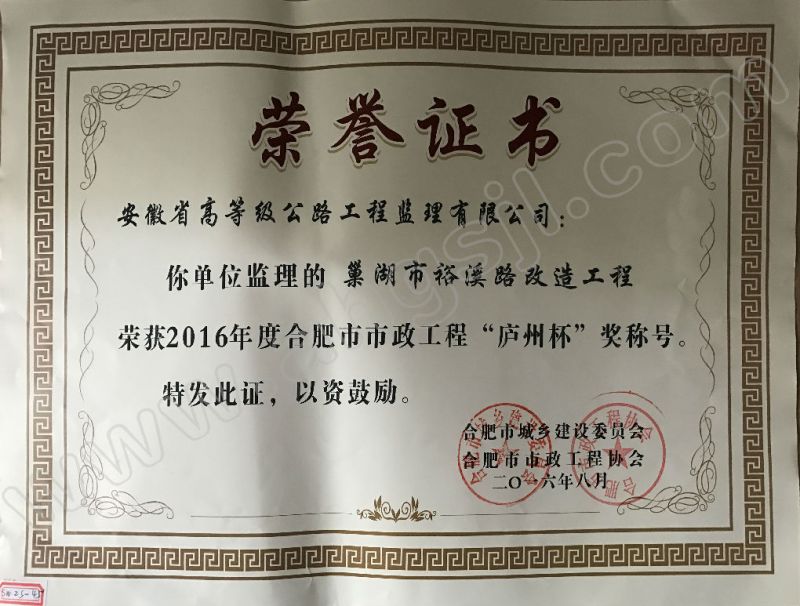 荣誉证书
安徽省高等级公路工程监理有限公司：
你单位监理的 巢湖市裕溪路改造工程
荣获2016年度合肥市市政工程“庐州杯”奖称号。
特发此证，以资鼓励。
合肥市城乡建设委员会
合肥市市政工程协会
二〇一六年八月
www.ahgsjl.com